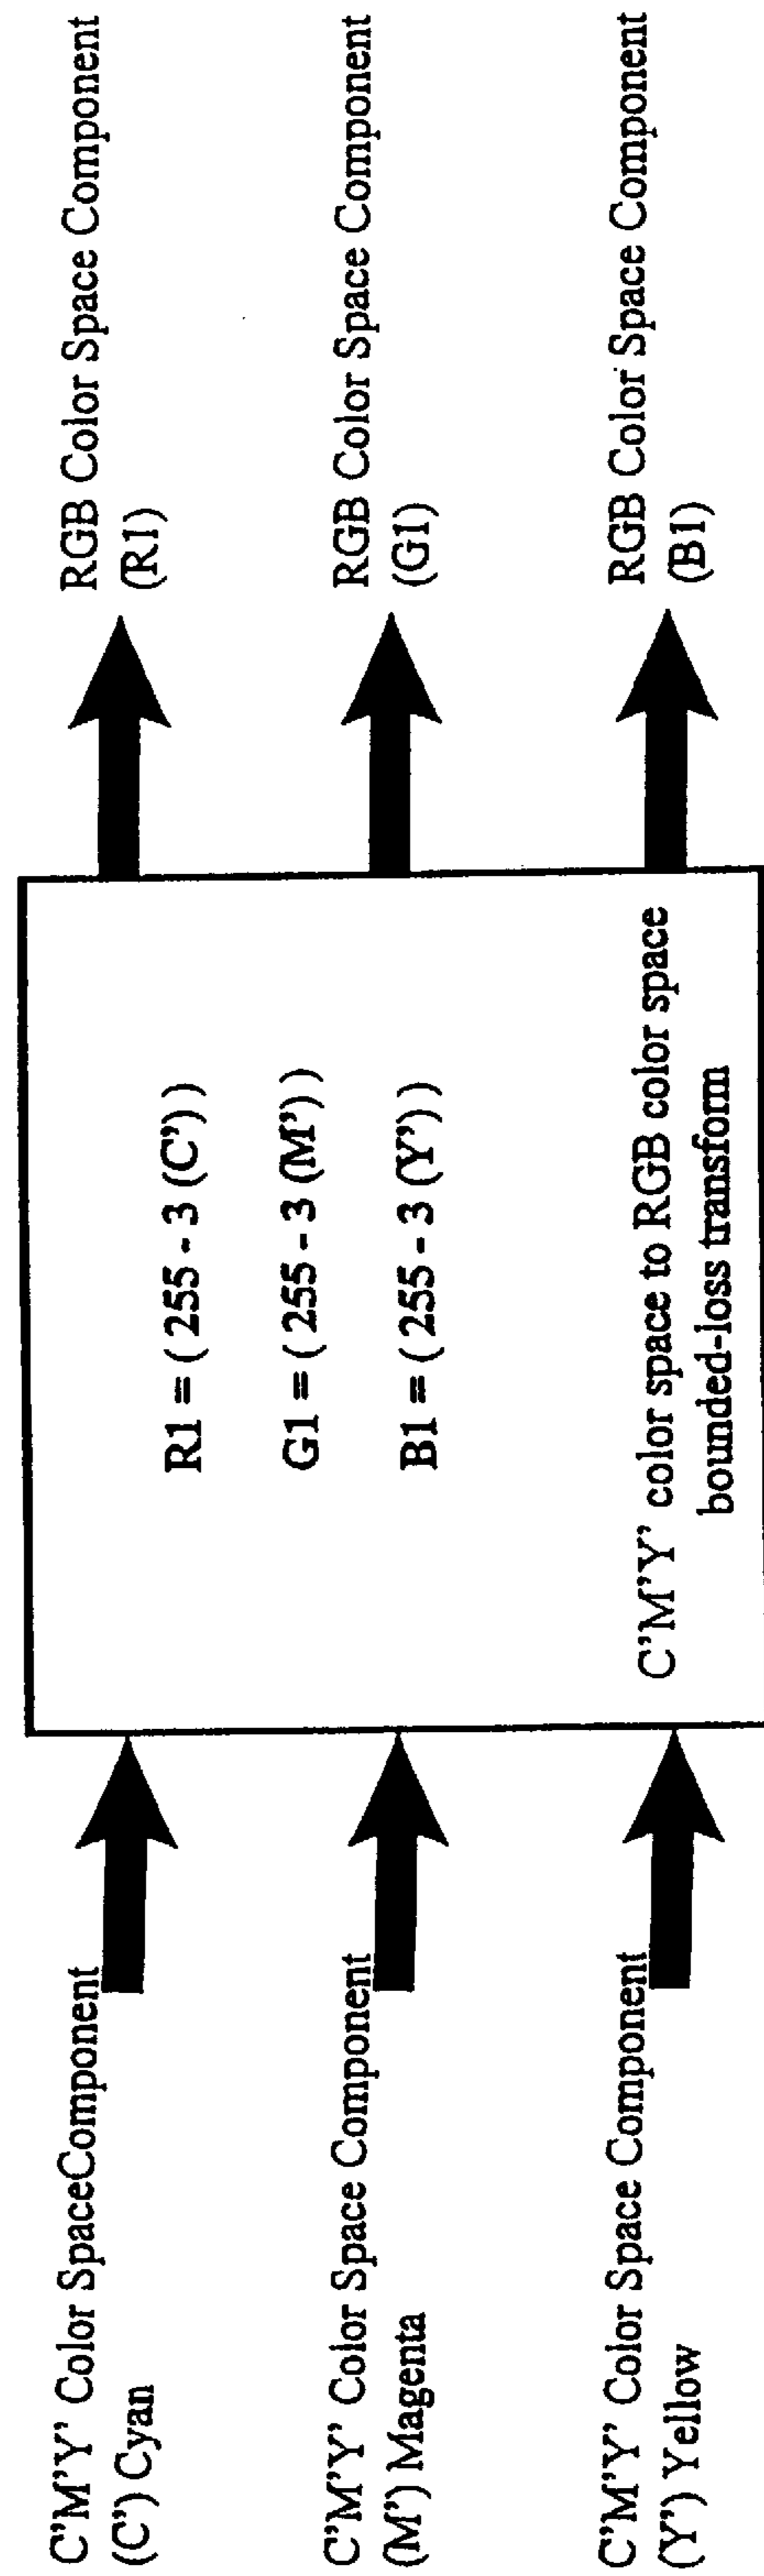 C'M'Y' Color SpaceComponent
(C') Cyan
C'M'Y' Color Space Component
(M') Magenta
C'M'Y' Color Space Component
(Y') Yellow
R1 = ( 255 - 3 (C') )
G1 = ( 255 - 3 (M') )
B1 = ( 255 - 3 (Y') )
C'M'Y' color space to RGB color space
bounded-loss transform
RGB Color Space Component
(R1)
RGB Color Space Component
(G1)
RGB Color Space Component
(B1)